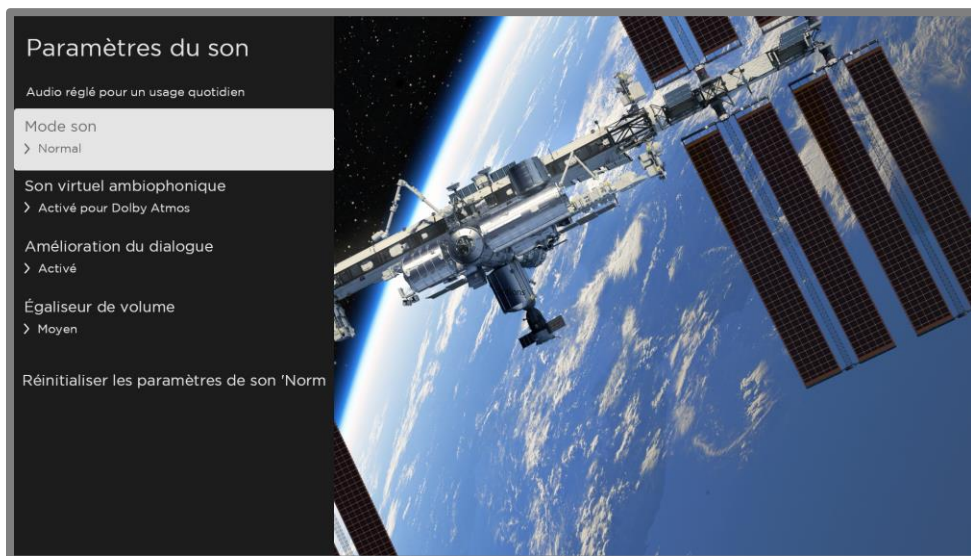 Paramètres du son
Audio réglé pour un usage quotidien
Mode son
Normal
Son virtuel ambiophonique
Activé pour Dolby Atmos
Amélioration du dialogue
Activé
Égaliseur de volume
Moyen
Réinitialiser les paramètres de son 'Norm